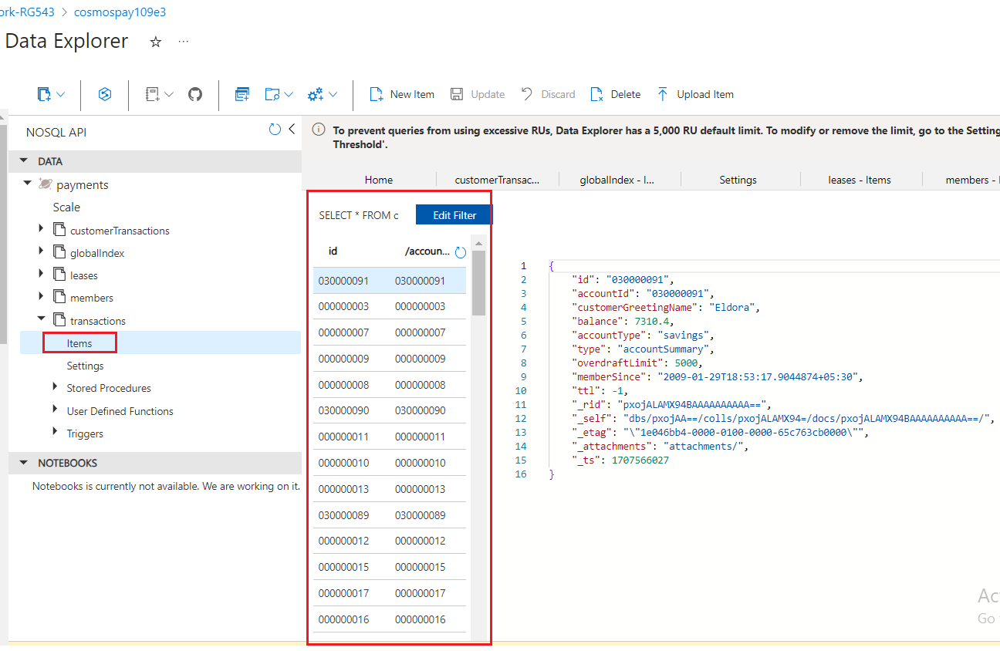 ork-RG543 > cosmospay109e3
Data Explorer ☆ ...
New Item Update Discard Delete Upload Item
NOSQL API
DATA
payments
Scale
customerTransactions
globalIndex
leases
members
transactions
Items
Settings
Stored Procedures
User Defined Functions
Triggers
NOTEBOOKS
Notebooks is currently not available. We are working on it.
To prevent queries from using excessive RUs, Data Explorer has a 5,000 RU default limit. To modify or remove the limit, go to the Setting
Threshold'.
Home customerTransac... globalIndex - I... Settings leases - Items members - I
SELECT * FROM c Edit Filter
id /accoun...
030000091 030000091
000000003 000000003
000000007 000000007
000000009 000000009
000000008 000000008
030000090 030000090
000000011 000000011
000000010 000000010
000000013 000000013
030000089 030000089
000000012 000000012
000000015 000000015
000000017 000000017
000000016 000000016
1 {
2 "id": "030000091",
3 "accountId": "030000091",
4 "customerGreetingName": "Eldora",
5 "balance": 7310.4,
6 "accountType": "savings",
7 "type": "accountSummary",
8 "overdraftLimit": 5000,
9 "memberSince": "2009-01-29T18:53:17.9044874+05:30",
10 "ttl": -1,
11 "_rid": "pxojALAMX94BAAAAAAAAAA==",
12 "_self": "dbs/pxojAA==/colls/pxojALAMX94=/docs/pxojALAMX94BAAAAAAAAAA==/",
13 "_etag": "\"1e046bb4-0000-0100-0000-65c763cb0000\"",
14 "_attachments": "attachments/",
15 "_ts": 1707566027
16 }
Act
Go